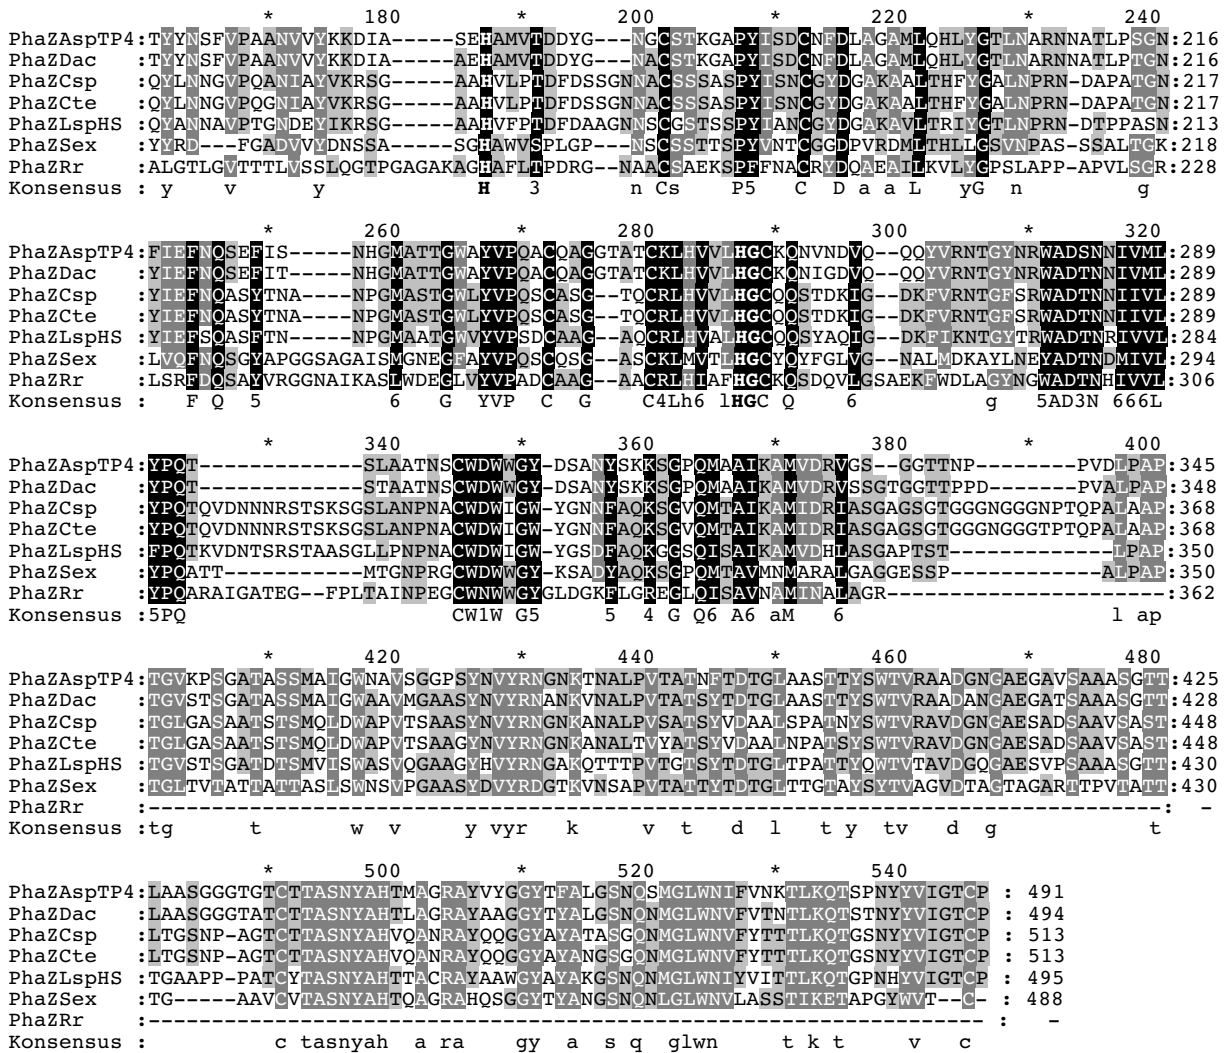 * 180 * 200 * 220 * 240
PhaZAspTP4:TYYNSFVPAANVVYKKDIA-----SEHAMVTDDYG---NGCSTKGAPYISDCNFDLAGAMLQHLYGTLNARNNATLPSGN:216
PhaZDac :TYYNSFVPAANVVYKKDIA-----AEHAMVTDDYG---NACSTKGAPYISDCNFDLAGAMLQHLYGTLNARNNATLPTGN:216
PhaZCsp :QYLNNGVPQANIAYVKRSG-----AAHVLPTDFDSSGNNACSSSASPYISNCGYDGAKAALTHFYGALNPRN-DAPATGN:217
PhaZCte :QYLNNGVPQGNIAYVKRSG-----AAHVLPTDFDSSGNNACSSSASPYISNCGYDGAKAALTHFYGALNPRN-DAPATGN:217
PhaZLspHS :QYANNAVPTGNDEYIKRSG-----AAHVFPTDFDAAGNNSCGSTSSPYIANCGYDGAKAVLTRIYGTLNPRN-DTPPASN:213
PhaZSex :YYRD---FGADVVYDNSSA-----SGHAWVSPLGP---NSCSSTTSPYVNTCGGDPVRDMLTHLLGSVNPAS-SSALTGK:218
PhaZRr :ALGTLGVTTTTLVSSLQGTPGAGAKAGHAFLTPDRG--NAACRSAEKSPFFNACRYDQAEAILKVLYGPSLAPP-APVLSGR:228
Konsensus : y v y H 3 n Cs P5 C D a a L yG n g
* 260 * 280 * 300 * 320
PhaZAspTP4:FIEFNQSEFIS-----NHGMATTGWAYVPQACQAGGTATCKLHVVLHGCKQNVNDVQ--QQYVRNTGYNRWADSNNIVML:289
PhaZDac :YIEFNQSEFIT-----NHGMATTGWAYVPQACQAGGTATCKLHVVLHGCKQNIGDVQ--QQYVRNTGYNRWADTNNIVML:289
PhaZCsp :YIEFNQASYTNA----NPGMASTGWLYVPQSCASG--TQCRLHVVLHGCQQSTDKIG--DKFVRNTGFSRWADTNNIIVL:289
PhaZCte :YIEFNQASYTNA----NPGMASTGWLYVPQSCASG--TQCRLHVVLHGCQQSTDKIG--DKFVRNTGFSRWADTNNIIVL:289
PhaZLspHS :YIEFSQASFTN-----NPGMAATGWVYVPSDCAAG--AQCRLHVALHGCQQSYAQIG--DKFIKNTGYTRWADTNRIVVL:284
PhaZSex :LVQFNQSGYAPGGSAGAISMGNEGFAYVPQSCQSG--ASCKLMVTLHGCYQYFGLVG--NALMDKAYLNEYADTNDMIVL:294
PhaZRr :LSRFDQSAYVRGGNAIKASLWDEGLVYVPADCAAG--AACRLHIAFHGCKQSDQVLGSAEKFWDLAGYNGWADTNHIVVL:306
Konsensus : F Q 5 6 G YVP C G C4Lh6 lHGC Q 6 g 5AD3N 666L
* 340 * 360 * 380 * 400
PhaZAspTP4:YPQT-------------SLAATNSCWDWWGY-DSANYSKKSGPQMAAIKAMVDRVGS--GGTTNP--------PVDLPAP:345
PhaZDac :YPQT-------------STAATNSCWDWWGY-DSANYSKKSGPQMAAIKAMVDRVSSGTGGTTPPD-------PVALPAP:348
PhaZCsp :YPQTQVDNNNRSTSKSGSLANPNACWDWIGW-YGNNFAQKSGVQMTAIKAMIDRIASGAGSGTGGGNGGGNPTQPALAAP:368
PhaZCte :YPQTQVDNNNRSTSKSGSLANPNACWDWIGW-YGNNFAQKSGVQMTAIKAMIDRIASGAGSGTGGGNGGGTPTQPALAAP:368
PhaZLspHS :FPQTKVDNTSRSTAASGLLPNPNACWDWIGW-YGSDFAQKGGSQISAIKAMVDHLASGAPTST--------------LPAP:350
PhaZSex :YPQATT-----------MTGNPRGCWDWWGY-KSADYAQKSGPQMTAVMNMARALGAGGESSP-------------ALPAP:350
PhaZRr :YPQARAIGATEG--FPLTAINPEGCWNWWGYGLDGKFLGREGLQISAVNAMINALAGR----------------------:362
Konsensus :5PQ CW1W G5 5 4 G Q6 A6 aM 6 l ap
* 420 * 440 * 460 * 480
PhaZAspTP4:TGVKPSGATASSMAIGWNAVSGGPSYNVYRNGNKTNALPVTATNFTDTGLAASTTYSWTVRAADGNGAEGAVSAAASGTT:425
PhaZDac :TGVSTSGATASSMAIGWAAVMGAASYNVYRNANKVNALPVTATSYTDTGLAASTTYSWTVRAADANGAEGATSAAASGTT:428
PhaZCsp :TGLGASAATSTSMQLDWAPVTSAASYNVYRNGNKANALPVSATSYVDAALSPATNYSWTVRAVDGNGAESADSAAVSAST:448
PhaZCte :TGLGASAATSTSMQLDWAPVTSAAGYNVYRNGNKANALTVYATSYVDAALNPATSYSWTVRAVDGNGAESADSAAVSAST:448
PhaZLspHS :TGVSTSGATDTSMVISWASVQGAAGYHVYRNGAKQTTTPVTGTSYTDTGLTPATTYQWTVTAVDGQGAESVPSAAASGTT:430
PhaZSex :TGLTVTATTATTASLSWNSVPGAASYDVYRDGTKVNSAPVTATTYTDTGLTTGTAYSYTVAGVDTAGTAGARTTPVTATT:430
PhaZRr :--------------------------------------------------------------------------------: -
Konsensus :tg t w v y vyr k v t d l t y tv d g t
* 500 * 520 * 540
PhaZAspTP4:LAASGGGTGTCTTASNYAHTMAGRAYVYGGYTFALGSNQSMGLWNIFVNKTLKQTSPNYYVIGTCP : 491
PhaZDac :LAASGGGTATCTTASNYAHTLAGRAYAAGGYTYALGSNQNMGLWNVFVTNTLKQTSTNYYVIGTCP : 494
PhaZCsp :LTGSNP-AGTCTTASNYAHVQANRAYQQGGYAYATASGQNMGLWNVFYTTTLKQTGSNYYVIGTCP : 513
PhaZCte :LTGSNP-AGTCTTASNYAHVQANRAYQQGGYAYANGSGQNMGLWNVFYTTTLKQTGSNYYVIGTCP : 513
PhaZLspHS :TGAAPP-PATCYTASNYAHTTACRAYAAWGYAYAKGSNQNMGLWNIYVITTLKQTGPNHYVIGTCP : 495
PhaZSex :TG-----AAVCVTASNYAHTQAGRAHQSGGYTYANGSNQNLGLWNVLASSTIKETAPGYWVT--C- : 488
PhaZRr :------------------------------------------------------------------ : -
Konsensus : c tasnyah a ra gy a s q glwn t k t v c